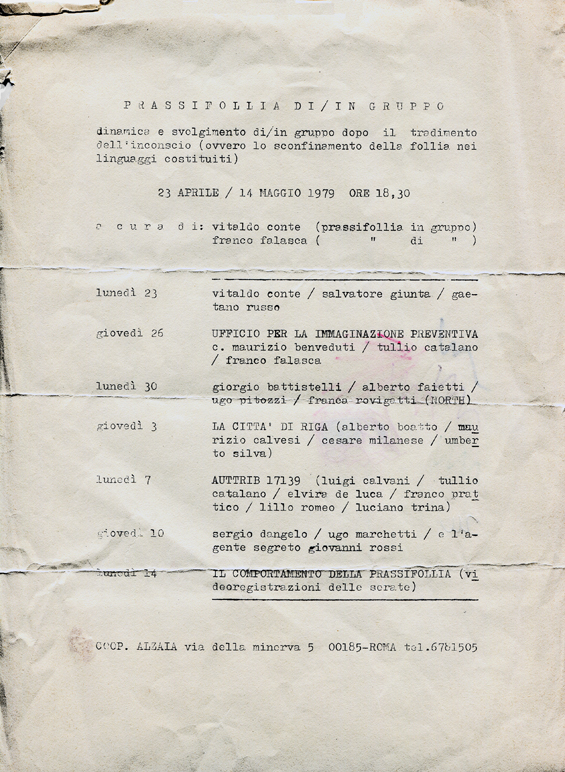 PRASSIFOLLIA DI/IN GRUPPO
dinamica e svolgimento di/in gruppo dopo il tradimento
dell'inconscio (ovvero lo sconfinamento della follia nei
linguaggi costituiti)
23 APRILE / 14 MAGGIO 1979 ORE 18,30
a cura di: vitaldo conte (prassifollia in gruppo)
franco falasca ( " di " )
lunedì 23 vitaldo conte / salvatore giunta / gae-
tano russo
giovedì 26 UFFICIO PER LA IMMAGINAZIONE PREVENTIVA
c. maurizio benveduti / tullio catalano
/ franco falasca
lunedì 30 giorgio battistelli / alberto faietti /
ugo pitozzi / franca rovigatti (NORTH)
giovedì 3 LA CITTA' DI RIGA (alberto boatto / mau
rizio calvesi / cesare milanese / umber
to silva)
lunedì 7 AUTTRIB 17139 (luigi calvani / tullio
catalano / elvira de luca / franco prat
tico / lillo romeo / luciano trina)
giovedì 10 sergio dangelo / ugo marchetti / e l'a-
gente segreto giovanni rossi
lunedì 14 IL COMPORTAMENTO DELLA PRASSIFOLLIA (vi
deoregistrazioni delle serate)
COOP. ALZAIA via della minerva 5 00185-ROMA tel.6781505